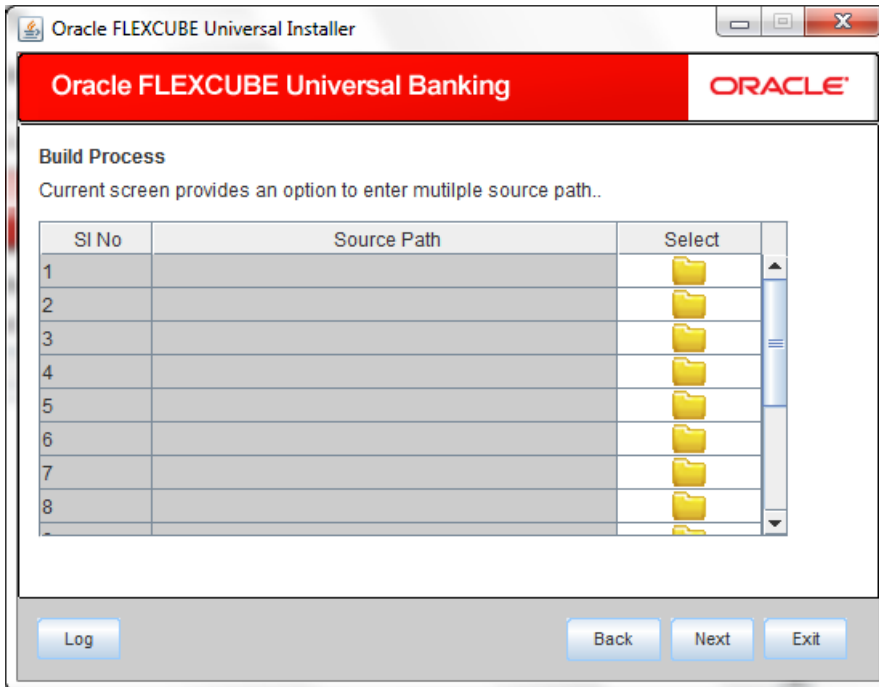 Oracle FLEXCUBE Universal Installer
Oracle FLEXCUBE Universal Banking ORACLE
Build Process
Current screen provides an option to enter mutilple source path..
Sl No Source Path Select
1
2
3
4
5
6
7
8
Log Back Next Exit